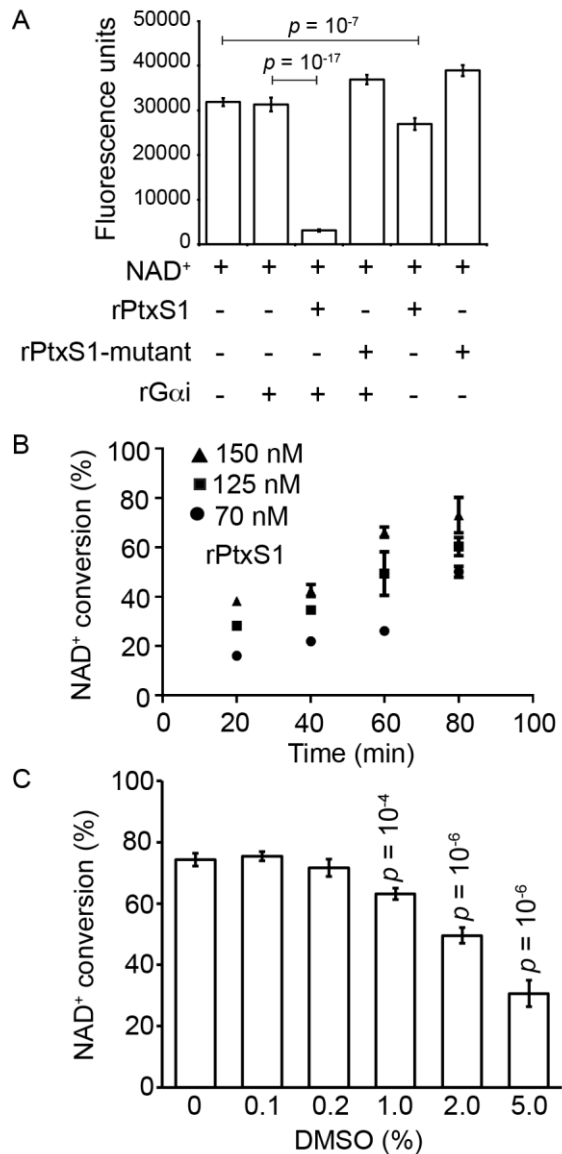 A
p = 10⁻⁷
p = 10⁻¹⁷
Fluorescence units
50000
40000
30000
20000
10000
0
NAD⁺ + + + + + +
rPtxS1 - - + - + -
rPtxS1-mutant - - - + - +
rGαi - + + + - -
B
NAD⁺ conversion (%)
100
80
60
40
20
0
▲ 150 nM
■ 125 nM
● 70 nM
rPtxS1
0 20 40 60 80 100
Time (min)
C
NAD⁺ conversion (%)
100
80
60
40
20
0
p = 10⁻⁴
p = 10⁻⁶
p = 10⁻⁶
0 0.1 0.2 1.0 2.0 5.0
DMSO (%)